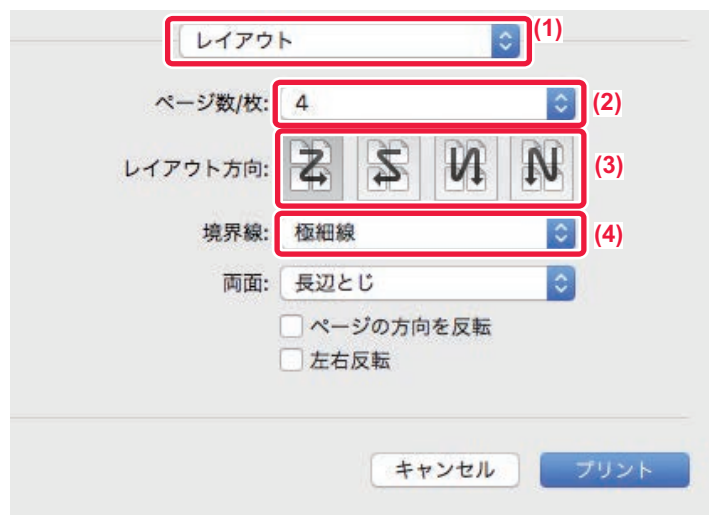 レイアウト (1)
ページ数/枚: 4 (2)
レイアウト方向: (3)
境界線: 極細線 (4)
両面: 長辺とじ
ページの方向を反転
左右反転
キャンセル プリント